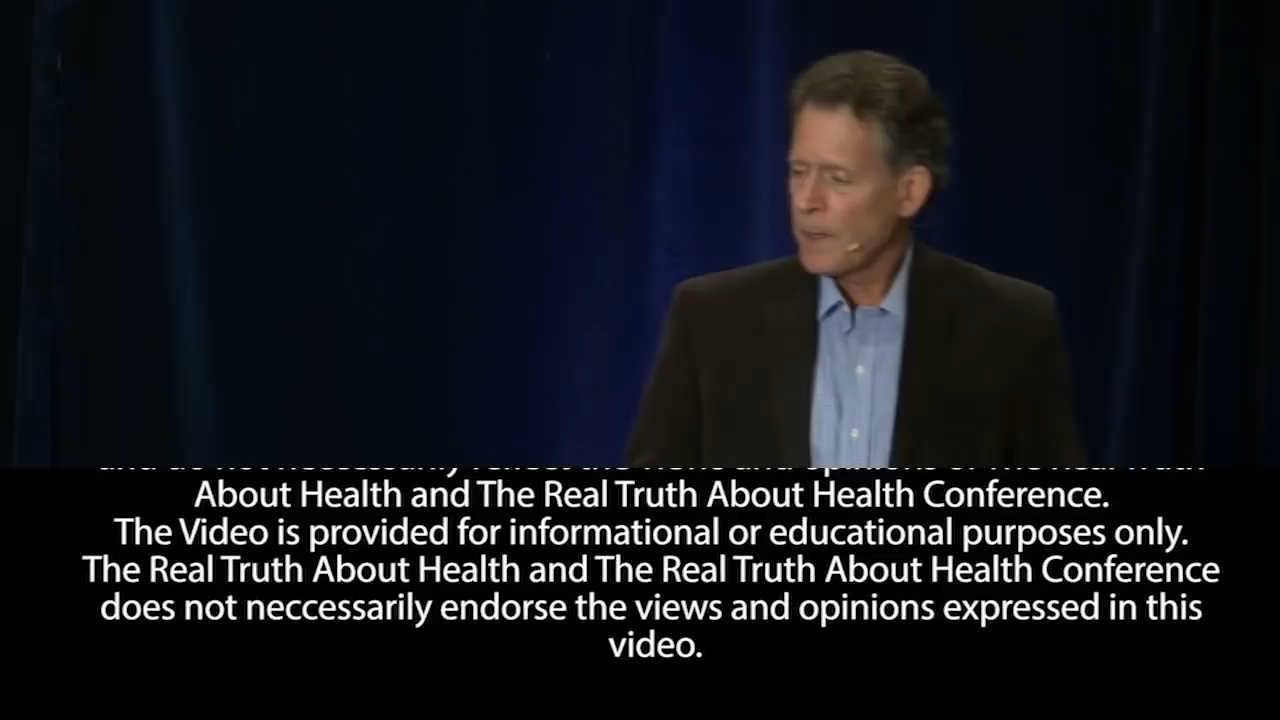 About Health and The Real Truth About Health Conference.
The Video is provided for informational or educational purposes only.
The Real Truth About Health and The Real Truth About Health Conference
does not neccessarily endorse the views and opinions expressed in this
video.